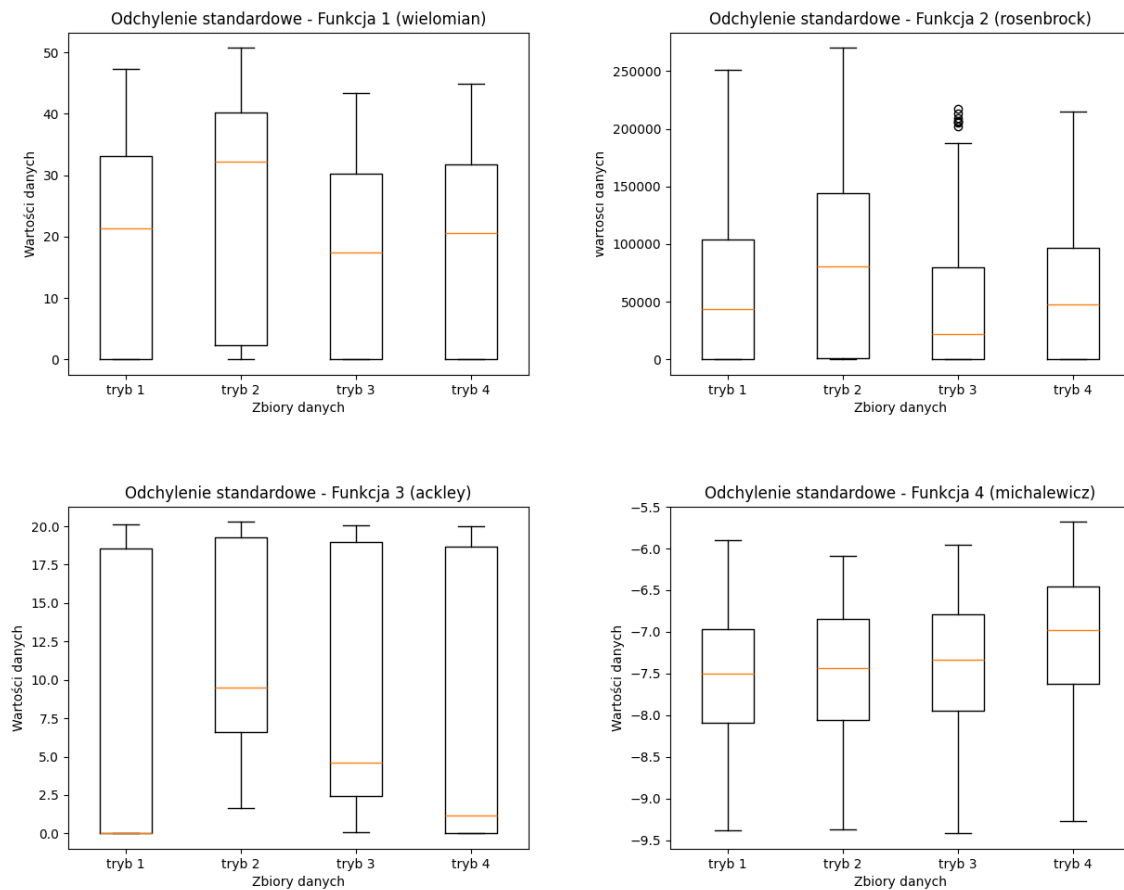 Odchylenie standardowe - Funkcja 1 (wielomian)
50
40
30
20
10
0
Wartości danych
tryb 1 tryb 2 tryb 3 tryb 4
Zbiory danych
Odchylenie standardowe - Funkcja 2 (rosenbrock)
250000
200000
150000
100000
50000
0
Wartości danych
tryb 1 tryb 2 tryb 3 tryb 4
Zbiory danych
Odchylenie standardowe - Funkcja 3 (ackley)
20.0
17.5
15.0
12.5
10.0
7.5
5.0
2.5
0.0
Wartości danych
tryb 1 tryb 2 tryb 3 tryb 4
Zbiory danych
Odchylenie standardowe - Funkcja 4 (michalewicz)
−5.5
−6.0
−6.5
−7.0
−7.5
−8.0
−8.5
−9.0
−9.5
Wartości danych
tryb 1 tryb 2 tryb 3 tryb 4
Zbiory danych